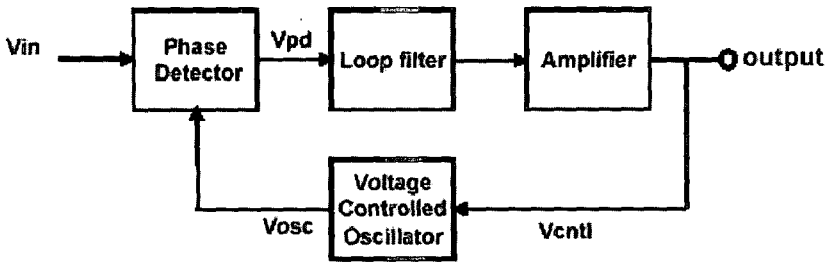 Vin
Phase
Detector
Vpd
Loop filter
Amplifier
output
Vosc
Voltage
Controlled
Oscillator
Vcntl